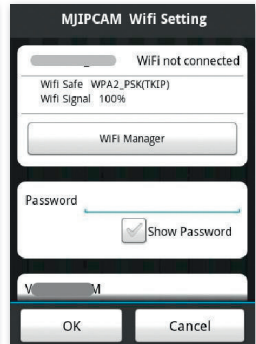 MJIPCAM Wifi Setting
WiFi not connected
Wifi Safe WPA2_PSK(TKIP)
Wifi Signal 100%
WiFi Manager
Password
Show Password
OK Cancel